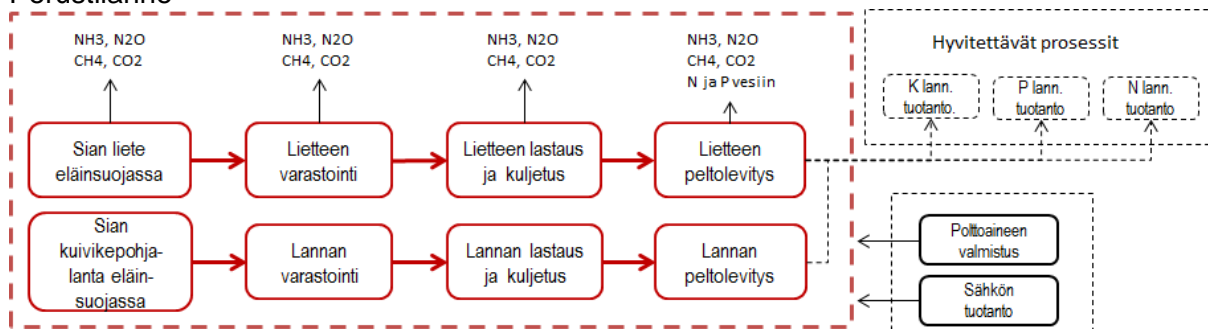 Perustilanne
NH3, N2O
CH4, CO2
NH3, N2O
CH4, CO2
NH3, N2O
CH4, CO2
NH3, N2O
CH4, CO2
N ja P vesiin
Hyvitettävät prosessit
K lann.
tuotanto.
P lann.
tuotanto
N lann.
tuotanto
Sian liete
eläinsuojassa
Lietteen
varastointi
Lietteen lastaus
ja kuljetus
Lietteen
peltolevitys
Sian
kuivikepohja-
lanta eläin-
suojassa
Lannan
varastointi
Lannan lastaus
ja kuljetus
Lannan
peltolevitys
Polttoaineen
valmistus
Sähkön
tuotanto